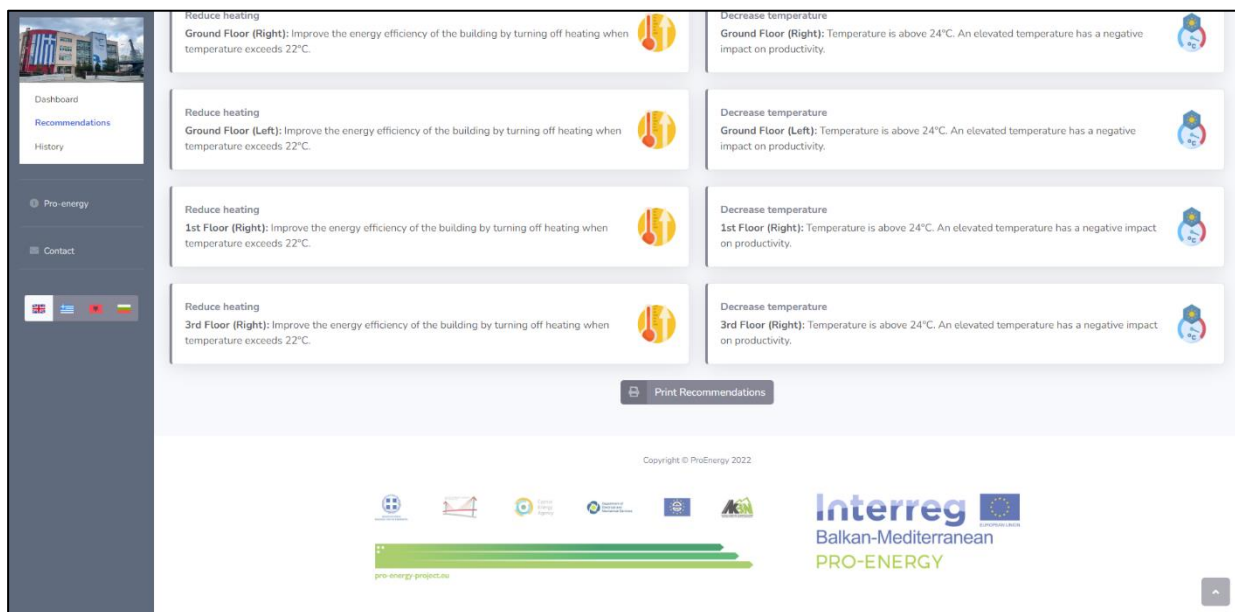 Dashboard
Recommendations
History
Pro-energy
Contact
Reduce heating
Ground Floor (Right): Improve the energy efficiency of the building by turning off heating when
temperature exceeds 22°C.
Decrease temperature
Ground Floor (Right): Temperature is above 24°C. An elevated temperature has a negative
impact on productivity.
Reduce heating
Ground Floor (Left): Improve the energy efficiency of the building by turning off heating when
temperature exceeds 22°C.
Decrease temperature
Ground Floor (Left): Temperature is above 24°C. An elevated temperature has a negative
impact on productivity.
Reduce heating
1st Floor (Right): Improve the energy efficiency of the building by turning off heating when
temperature exceeds 22°C.
Decrease temperature
1st Floor (Right): Temperature is above 24°C. An elevated temperature has a negative impact
on productivity.
Reduce heating
3rd Floor (Right): Improve the energy efficiency of the building by turning off heating when
temperature exceeds 22°C.
Decrease temperature
3rd Floor (Right): Temperature is above 24°C. An elevated temperature has a negative impact
on productivity.
Print Recommendations
Copyright © ProEnergy 2022
Energy
Agency
pro-energy-project.eu
Interreg
EUROPEAN UNION
Balkan-Mediterranean
PRO-ENERGY